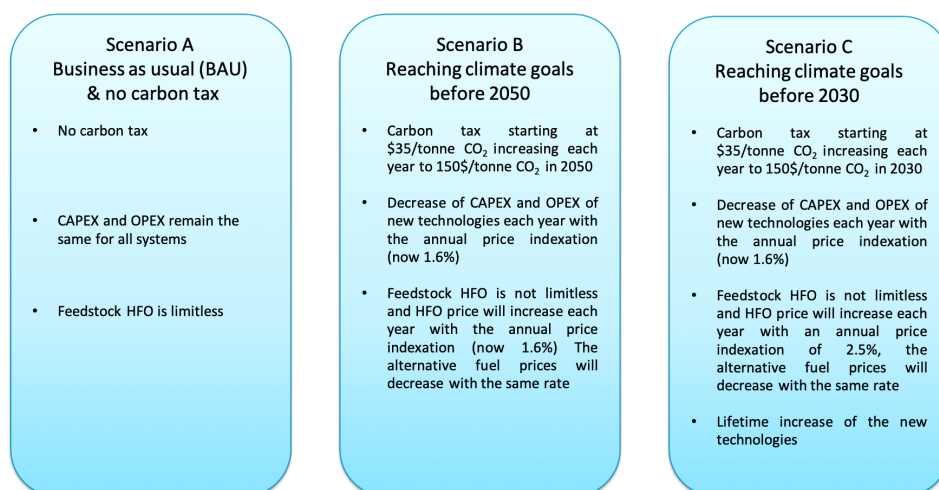 Scenario A
Business as usual (BAU)
& no carbon tax
• No carbon tax
• CAPEX and OPEX remain the
same for all systems
• Feedstock HFO is limitless
Scenario B
Reaching climate goals
before 2050
• Carbon tax starting at
$35/tonne CO₂ increasing each
year to 150$/tonne CO₂ in 2050
• Decrease of CAPEX and OPEX of
new technologies each year with
the annual price indexation
(now 1.6%)
• Feedstock HFO is not limitless
and HFO price will increase each
year with the annual price
indexation (now 1.6%) The
alternative fuel prices will
decrease with the same rate
Scenario C
Reaching climate goals
before 2030
• Carbon tax starting at
$35/tonne CO₂ increasing each
year to 150$/tonne CO₂ in 2030
• Decrease of CAPEX and OPEX of
new technologies each year with
the annual price indexation
(now 1.6%)
• Feedstock HFO is not limitless
and HFO price will increase each
year with an annual price
indexation of 2.5%, the
alternative fuel prices will
decrease with the same rate
• Lifetime increase of the new
technologies